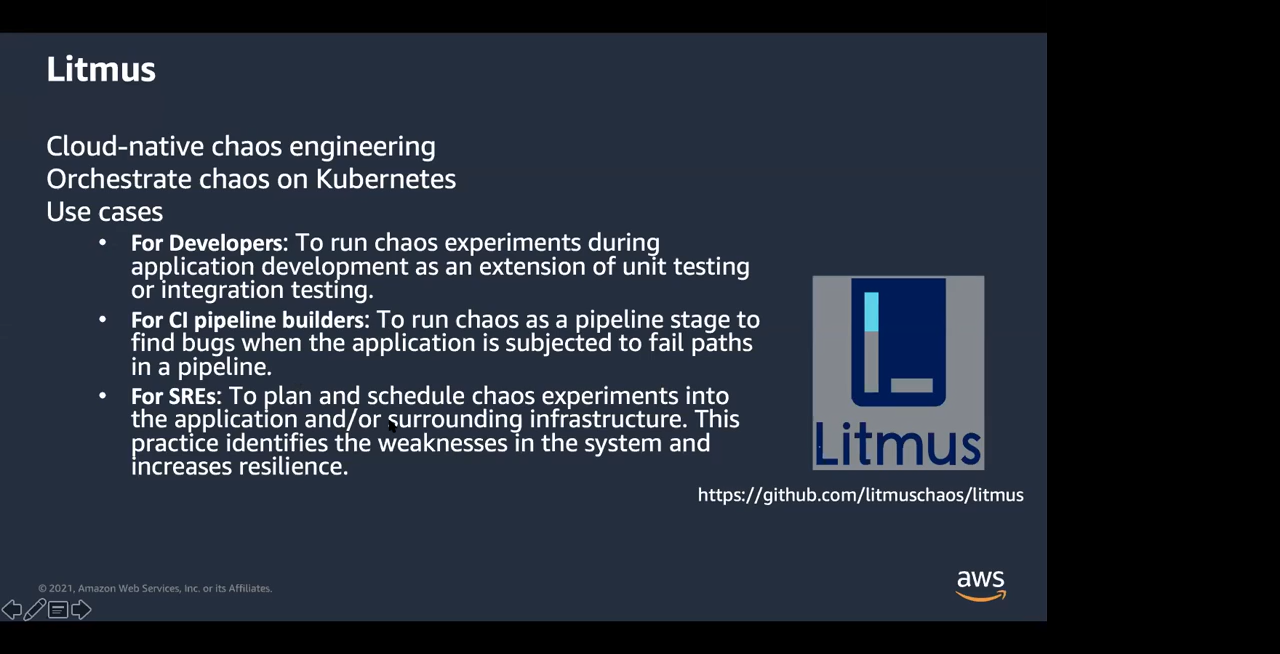 Litmus
Cloud-native chaos engineering
Orchestrate chaos on Kubernetes
Use cases
• For Developers: To run chaos experiments during
application development as an extension of unit testing
or integration testing.
• For CI pipeline builders: To run chaos as a pipeline stage to
find bugs when the application is subjected to fail paths
in a pipeline.
• For SREs: To plan and schedule chaos experiments into
the application and/or surrounding infrastructure. This
practice identifies the weaknesses in the system and
increases resilience.
Litmus
https://github.com/litmuschaos/litmus
© 2021, Amazon Web Services, Inc. or its Affiliates.
aws